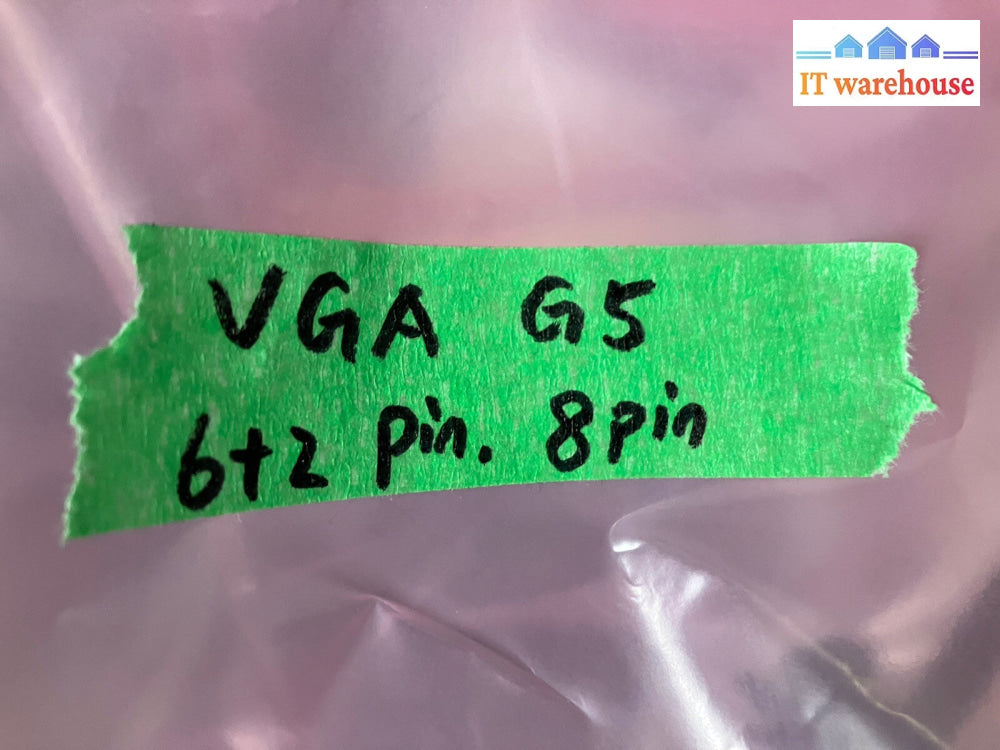 IT warehouse
VGA G5
6+2 pin. 8pin